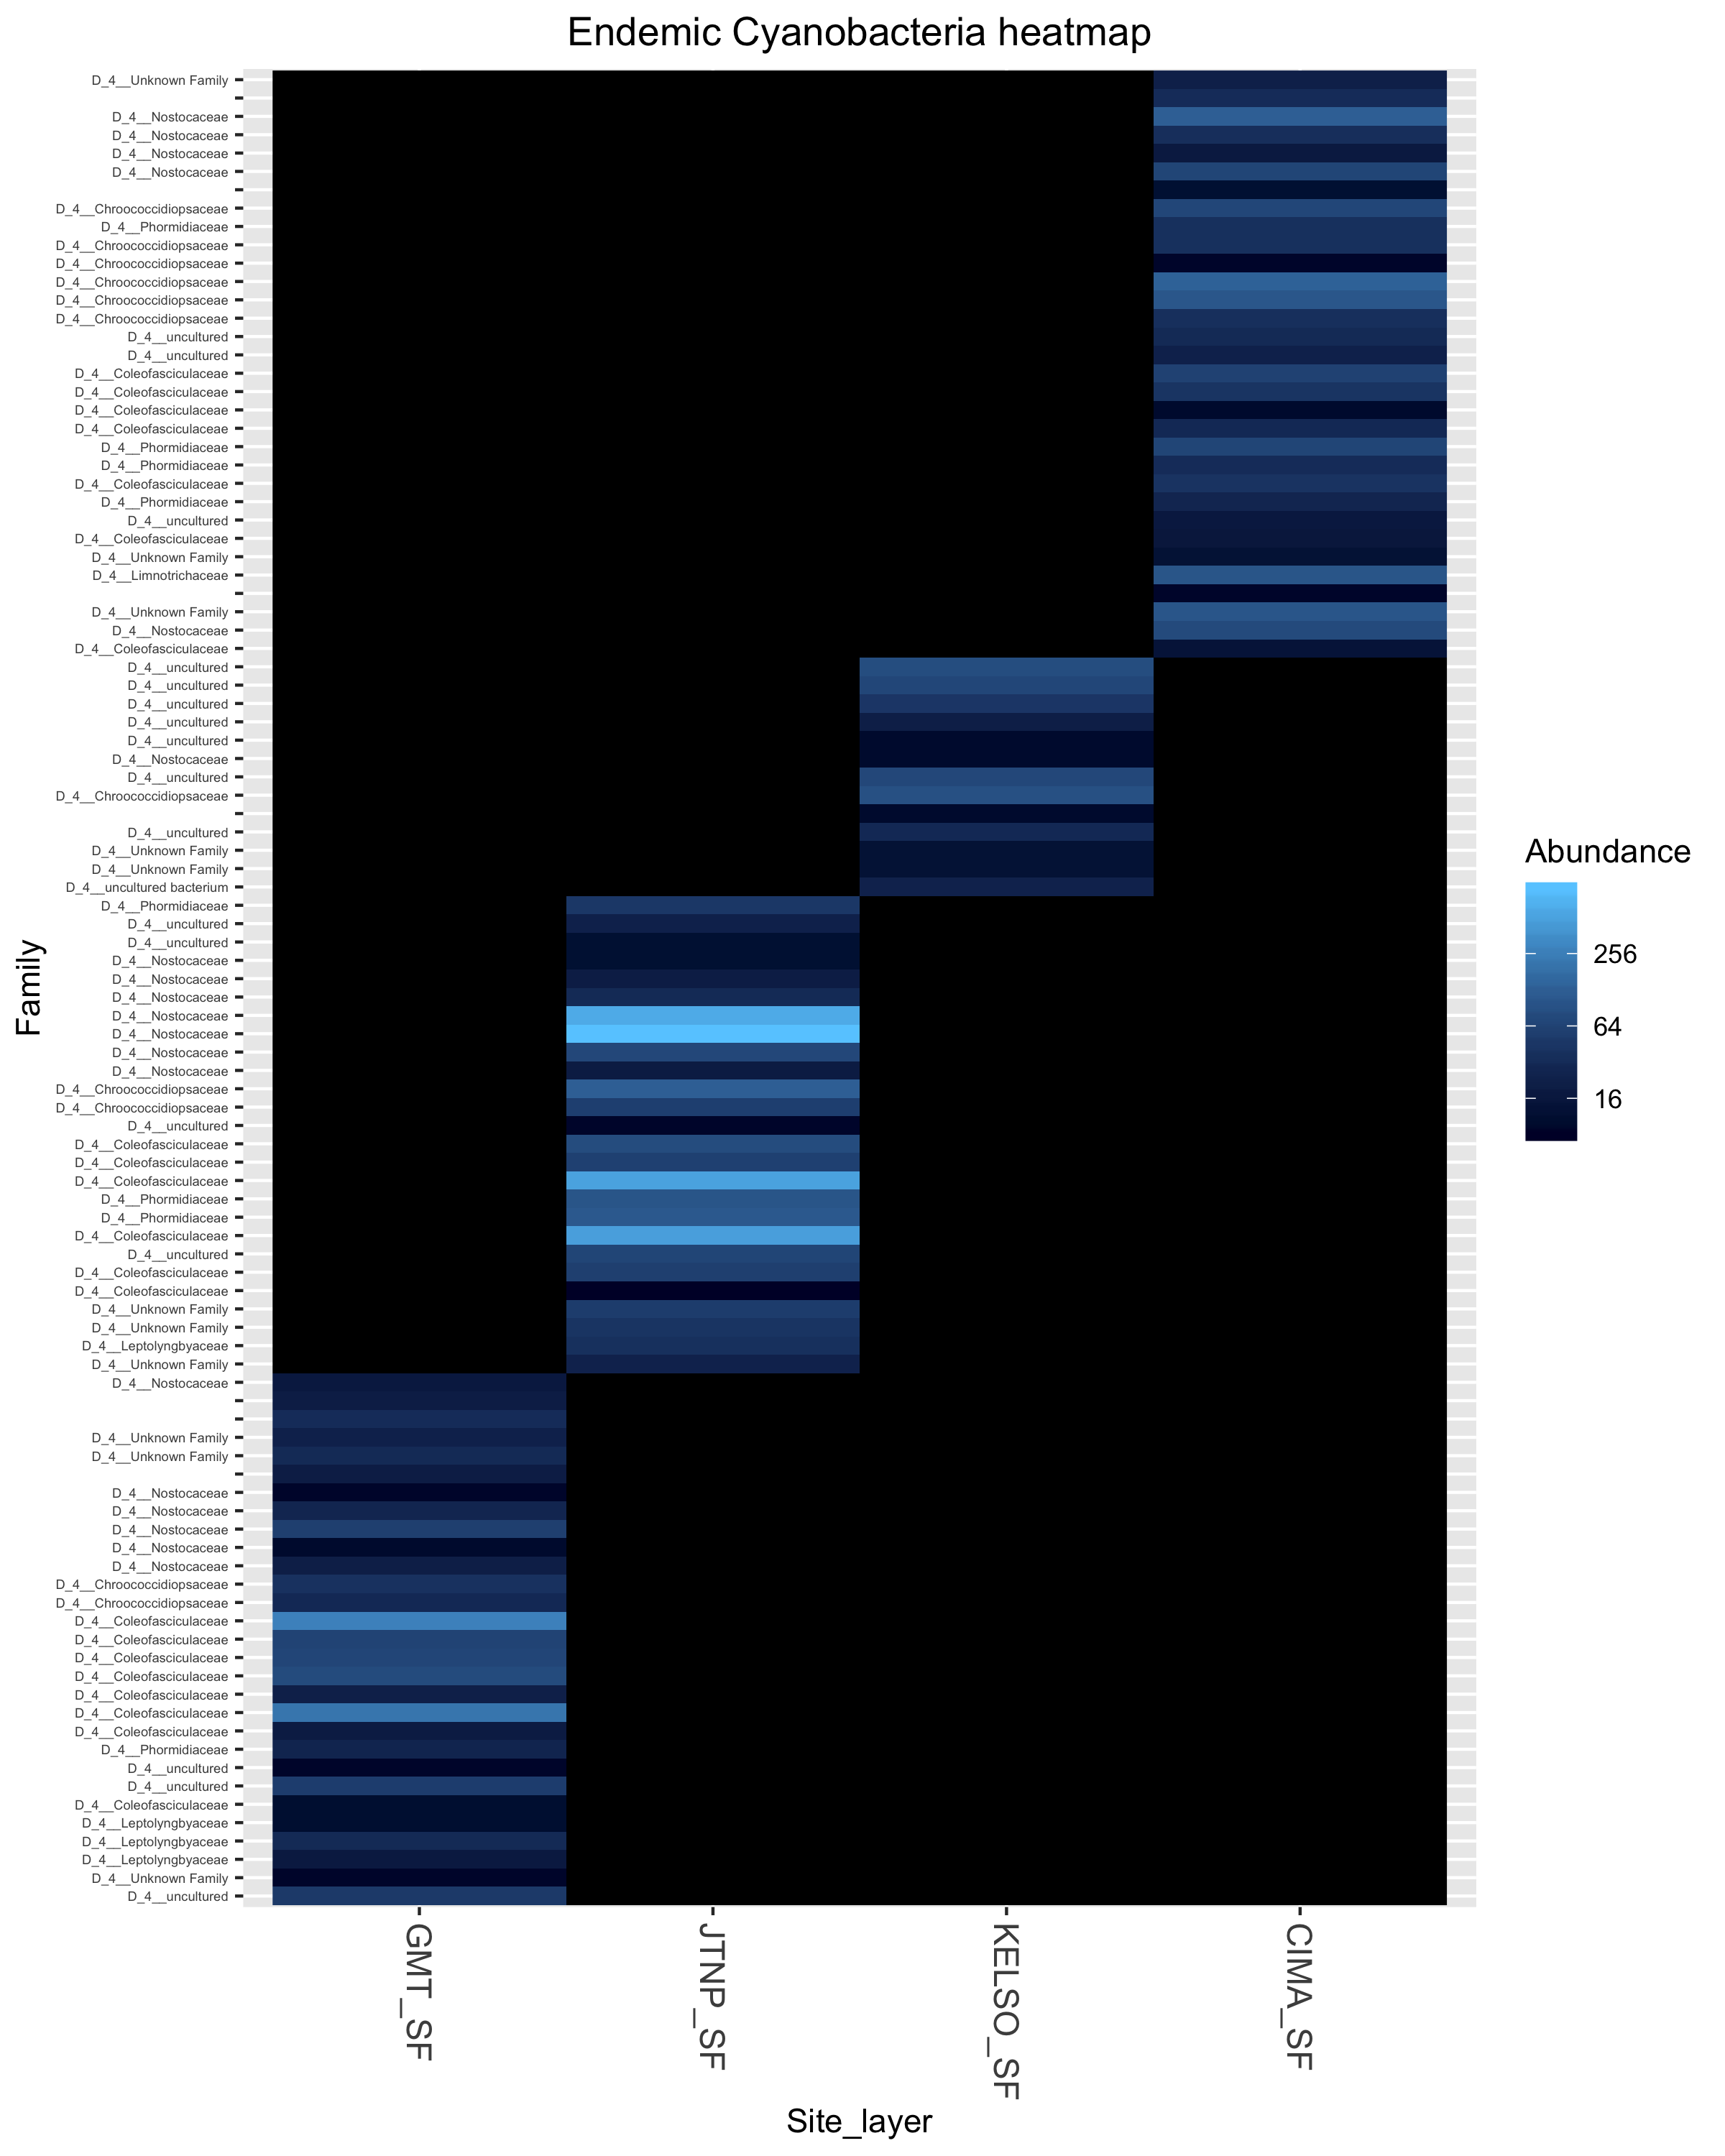 Endemic Cyanobacteria heatmap
D_4__Unknown Family
D_4__Nostocaceae
D_4__Nostocaceae
D_4__Nostocaceae
D_4__Nostocaceae
D_4__Chroococcidiopsaceae
D_4__Phormidiaceae
D_4__Chroococcidiopsaceae
D_4__Chroococcidiopsaceae
D_4__Chroococcidiopsaceae
D_4__Chroococcidiopsaceae
D_4__Chroococcidiopsaceae
D_4__uncultured
D_4__uncultured
D_4__Coleofasciculaceae
D_4__Coleofasciculaceae
D_4__Coleofasciculaceae
D_4__Coleofasciculaceae
D_4__Phormidiaceae
D_4__Phormidiaceae
D_4__Coleofasciculaceae
D_4__Phormidiaceae
D_4__uncultured
D_4__Coleofasciculaceae
D_4__Unknown Family
D_4__Limnotrichaceae
D_4__Unknown Family
D_4__Nostocaceae
D_4__Coleofasciculaceae
D_4__uncultured
D_4__uncultured
D_4__uncultured
D_4__uncultured
D_4__uncultured
D_4__Nostocaceae
D_4__uncultured
D_4__Chroococcidiopsaceae
D_4__uncultured
D_4__Unknown Family
D_4__Unknown Family
D_4__uncultured bacterium
D_4__Phormidiaceae
D_4__uncultured
D_4__uncultured
D_4__Nostocaceae
D_4__Nostocaceae
D_4__Nostocaceae
D_4__Nostocaceae
D_4__Nostocaceae
D_4__Nostocaceae
D_4__Nostocaceae
D_4__Chroococcidiopsaceae
D_4__Chroococcidiopsaceae
D_4__uncultured
D_4__Coleofasciculaceae
D_4__Coleofasciculaceae
D_4__Coleofasciculaceae
D_4__Phormidiaceae
D_4__Phormidiaceae
D_4__Coleofasciculaceae
D_4__uncultured
D_4__Coleofasciculaceae
D_4__Coleofasciculaceae
D_4__Unknown Family
D_4__Unknown Family
D_4__Leptolyngbyaceae
D_4__Unknown Family
D_4__Nostocaceae
D_4__Unknown Family
D_4__Unknown Family
D_4__Nostocaceae
D_4__Nostocaceae
D_4__Nostocaceae
D_4__Nostocaceae
D_4__Nostocaceae
D_4__Chroococcidiopsaceae
D_4__Chroococcidiopsaceae
D_4__Coleofasciculaceae
D_4__Coleofasciculaceae
D_4__Coleofasciculaceae
D_4__Coleofasciculaceae
D_4__Coleofasciculaceae
D_4__Coleofasciculaceae
D_4__Coleofasciculaceae
D_4__Phormidiaceae
D_4__uncultured
D_4__uncultured
D_4__Coleofasciculaceae
D_4__Leptolyngbyaceae
D_4__Leptolyngbyaceae
D_4__Leptolyngbyaceae
D_4__Unknown Family
D_4__uncultured
Family
GMT_SF
JTNP_SF
KELSO_SF
CIMA_SF
Site_layer
Abundance
256
64
16